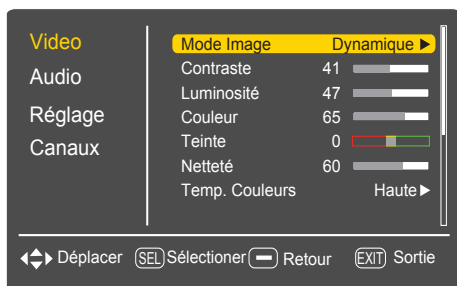 Video
Audio
Réglage
Canaux
Mode Image Dynamique
Contraste 41
Luminosité 47
Couleur 65
Teinte 0
Netteté 60
Temp. Couleurs Haute
Déplacer SEL Sélectioner Retour EXIT Sortie